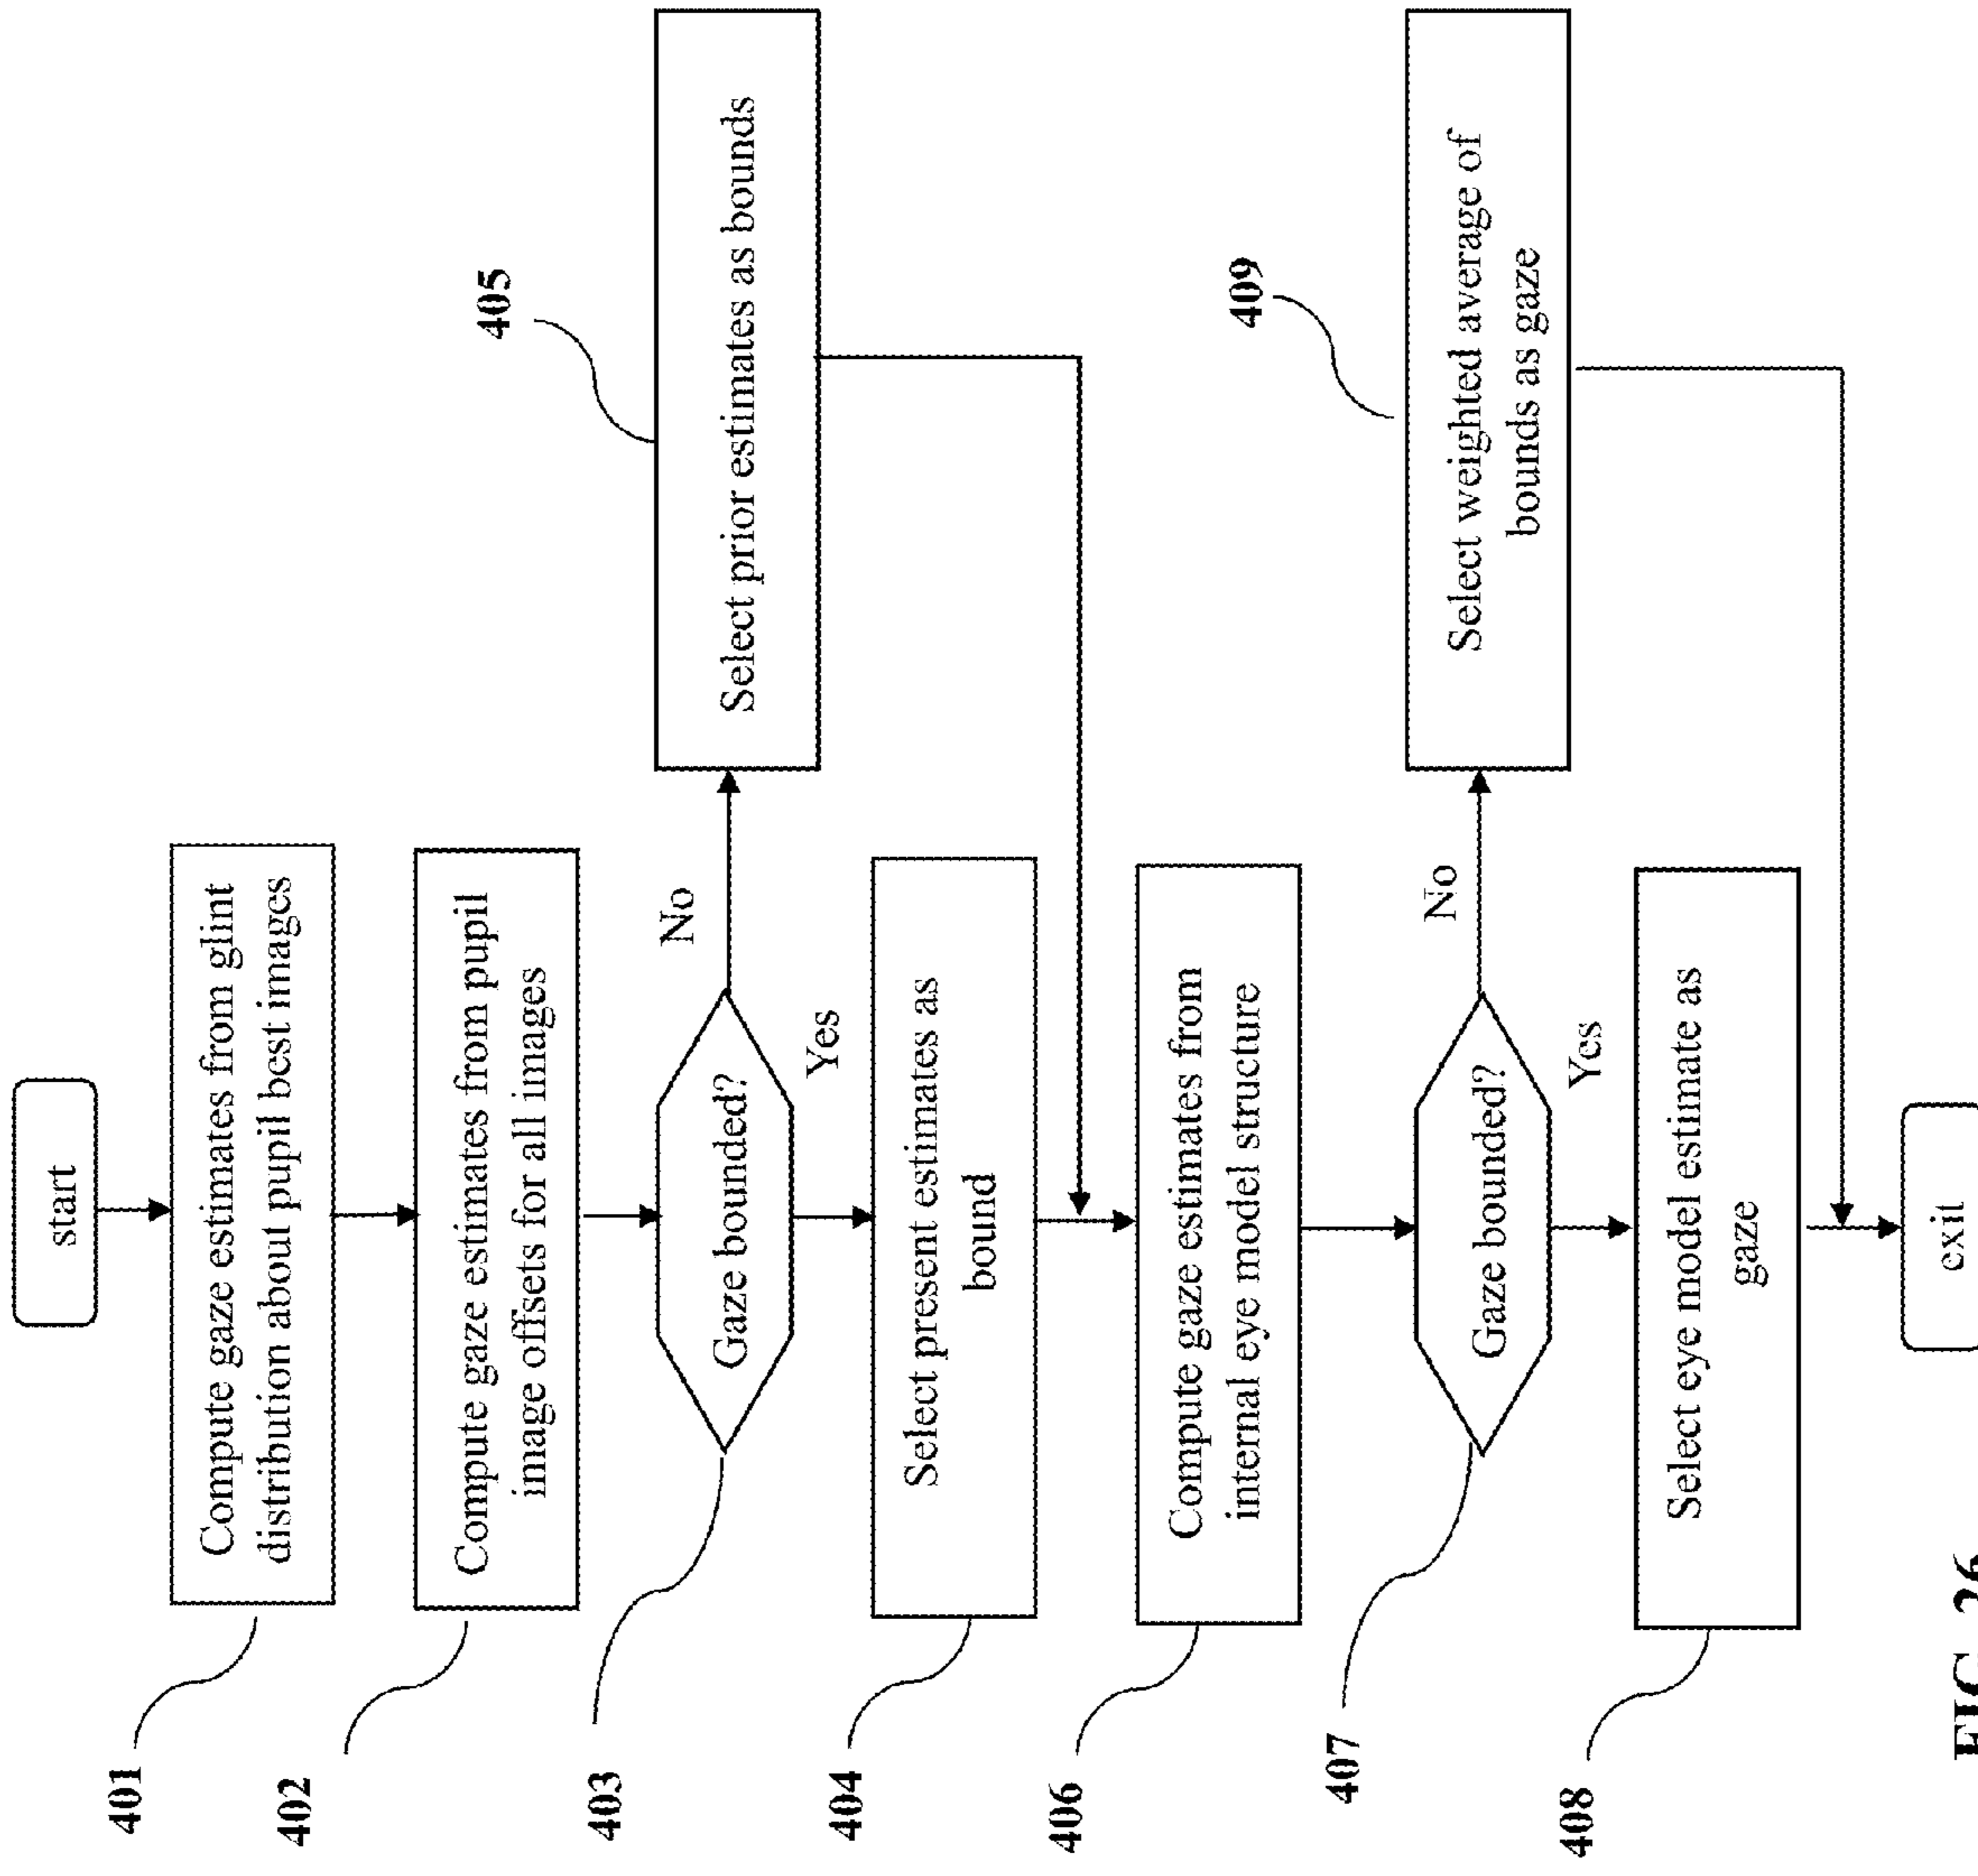 start
401
Compute gaze estimates from glint
distribution about pupil best images
402
Compute gaze estimates from pupil
image offsets for all images
403
Gaze bounded?
No
405
Select prior estimates as bounds
Yes
404
Select present estimates as
bound
406
Compute gaze estimates from
internal eye model structure
407
Gaze bounded?
No
409
Select weighted average of
bounds as gaze
Yes
408
Select eye model estimate as
gaze
exit
FIG. 26